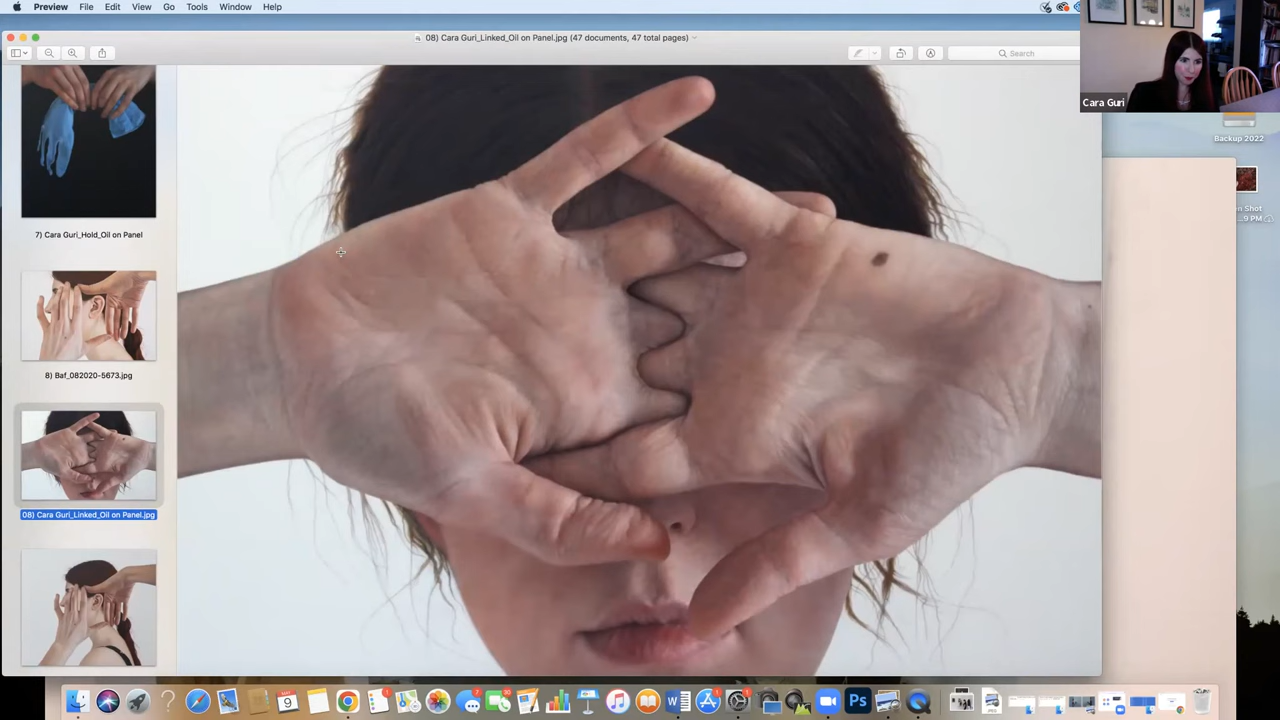 Preview File Edit View Go Tools Window Help
08) Cara Guri_Linked_Oil on Panel.jpg (47 documents, 47 total pages)
Search
Cara Guri
Backup 2022
7) Cara Guri_Hold_Oil on Panel
8) Baf_082020-5673.jpg
08) Cara Guri_Linked_Oil on Panel.jpg
Ps